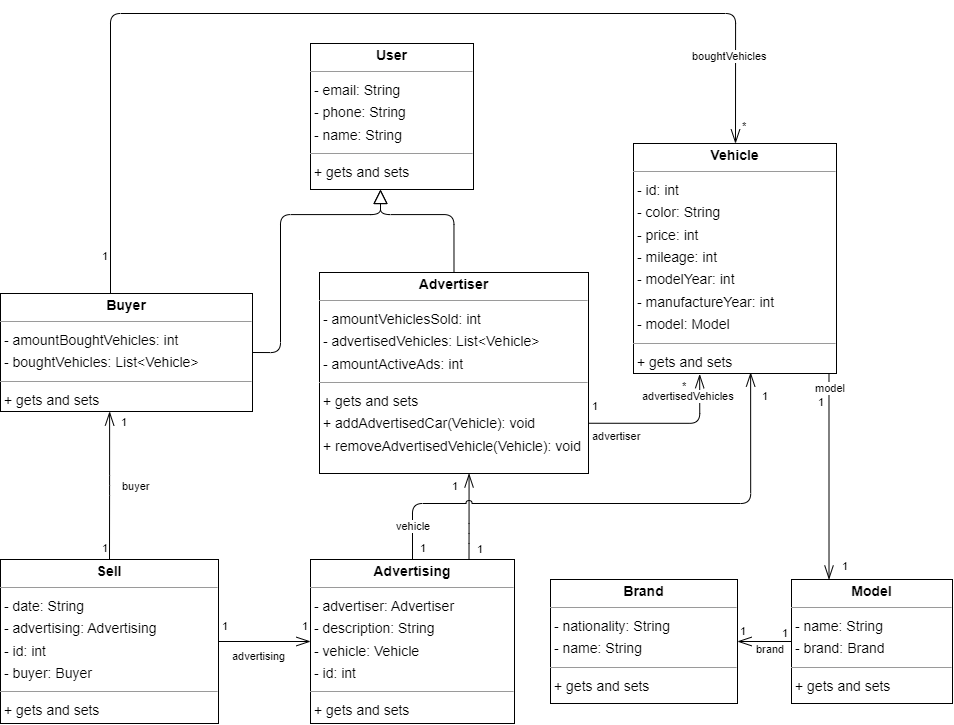 boughtVehicles
*
1
User
- email: String
- phone: String
- name: String
+ gets and sets
Vehicle
- id: int
- color: String
- price: int
- mileage: int
- modelYear: int
- manufactureYear: int
- model: Model
+ gets and sets
Buyer
- amountBoughtVehicles: int
- boughtVehicles: List<Vehicle>
+ gets and sets
Advertiser
- amountVehiclesSold: int
- advertisedVehicles: List<Vehicle>
- amountActiveAds: int
+ gets and sets
+ addAdvertisedCar(Vehicle): void
+ removeAdvertisedVehicle(Vehicle): void
*
advertisedVehicles
1
advertiser
1
model
1
1
1
buyer
1
1
vehicle
1
1
Sell
- date: String
- advertising: Advertising
- id: int
- buyer: Buyer
+ gets and sets
1
1
advertising
Advertising
- advertiser: Advertiser
- description: String
- vehicle: Vehicle
- id: int
+ gets and sets
Brand
- nationality: String
- name: String
+ gets and sets
1
1
brand
Model
- name: String
- brand: Brand
+ gets and sets